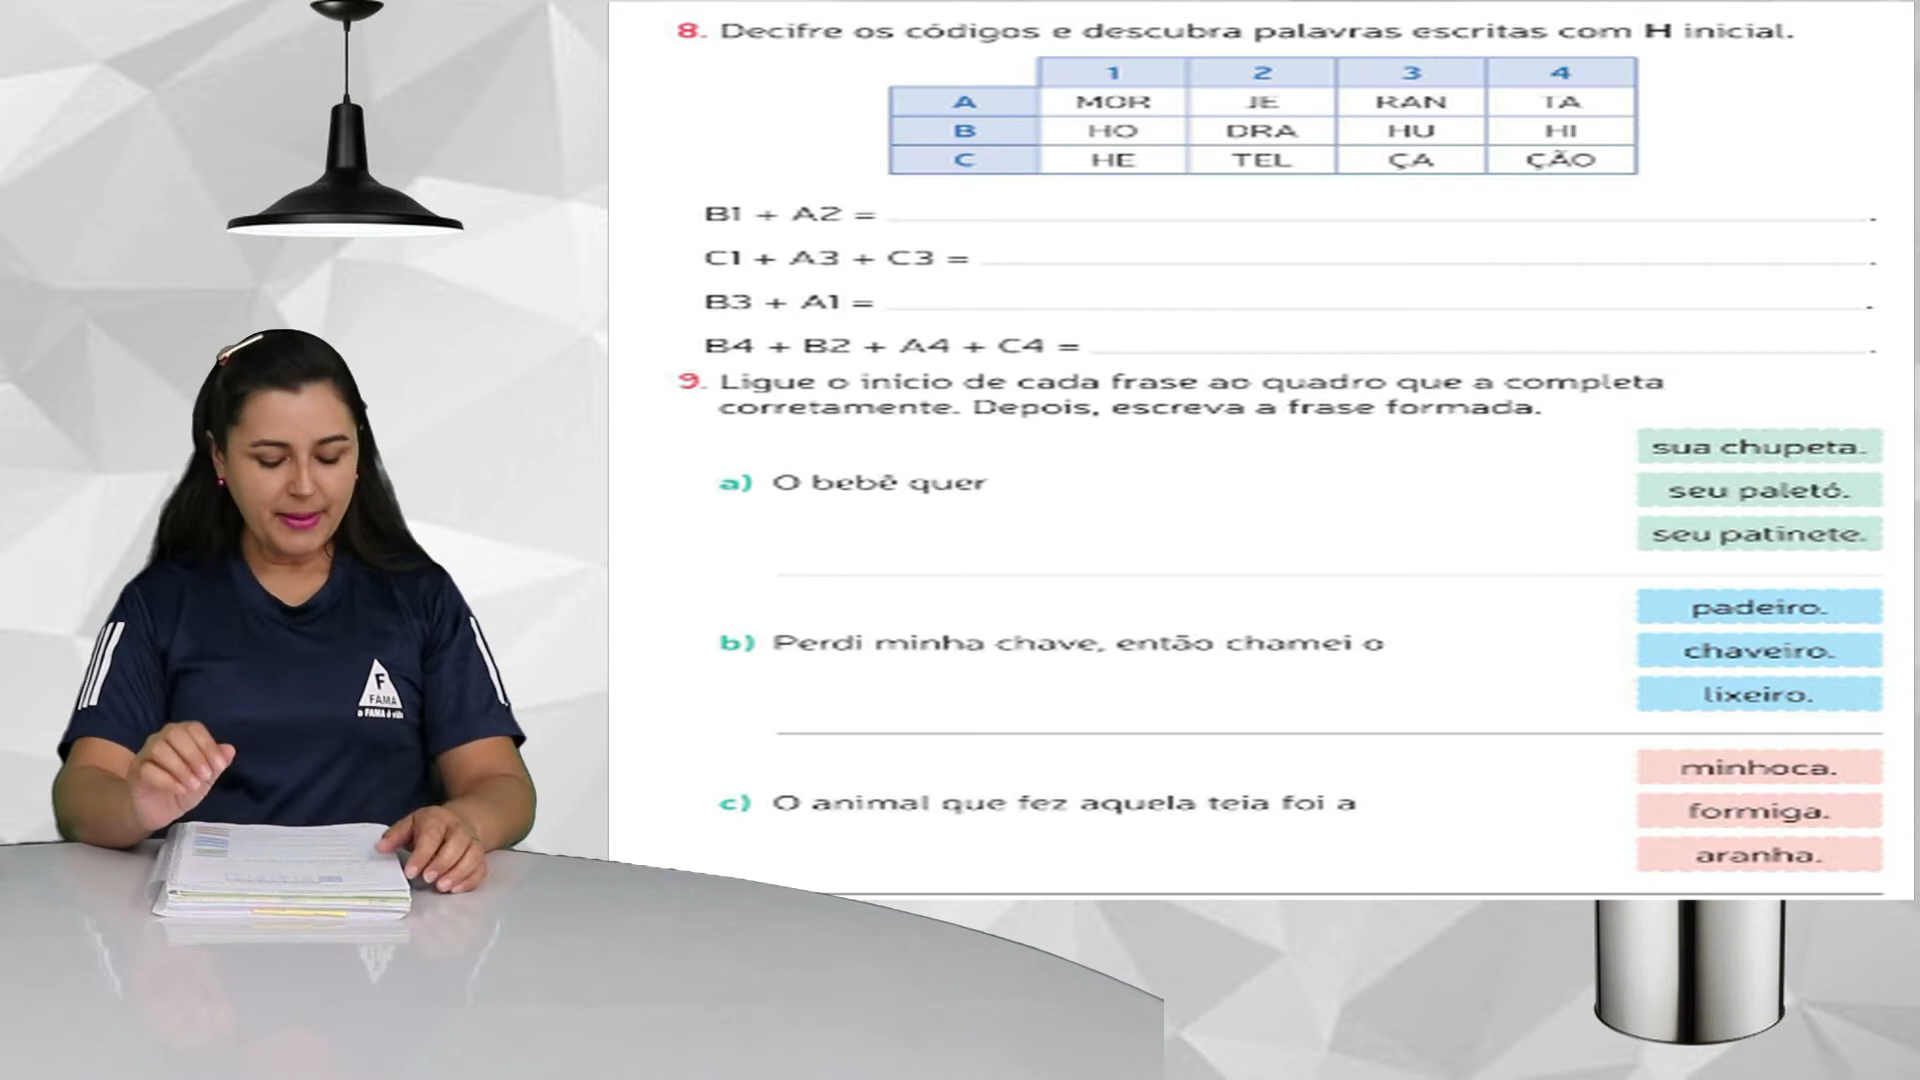 8. Decifre os códigos e descubra palavras escritas com H inicial.
1 2 3 4
A MOR JE RAN TA
B HO DRA HU HI
C HE TEL ÇA ÇÃO
B1 + A2 = .
C1 + A3 + C3 = .
B3 + A1 = .
B4 + B2 + A4 + C4 = .
9. Ligue o início de cada frase ao quadro que a completa
corretamente. Depois, escreva a frase formada.
a) O bebê quer
sua chupeta.
seu paletó.
seu patinete.
b) Perdi minha chave, então chamei o
padeiro.
chaveiro.
lixeiro.
c) O animal que fez aquela teia foi a
minhoca.
formiga.
aranha.
F
FAMA
a FAMA é vida